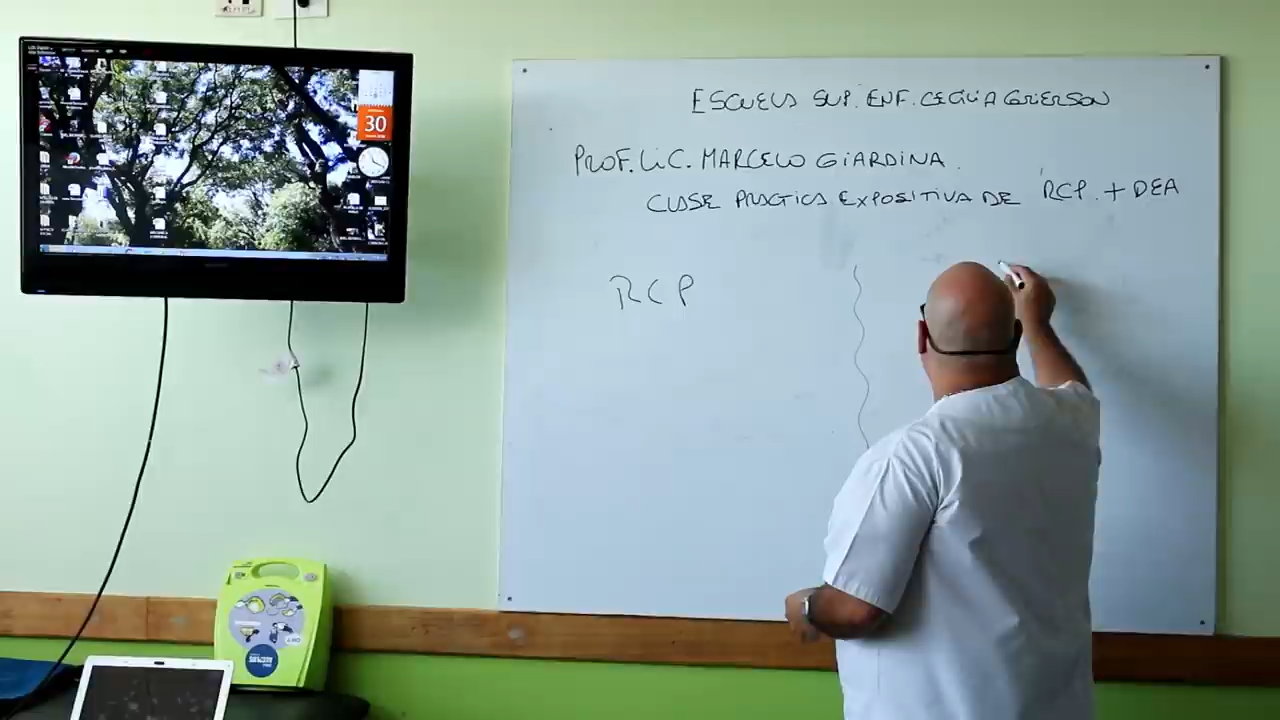 30
ESCUELA SUP. ENF. CECILIA GRIERSON
PROF. LIC. MARCELO GIARDINA.
CLASE PRACTICA EXPOSITIVA DE RCP. + DEA
RCP